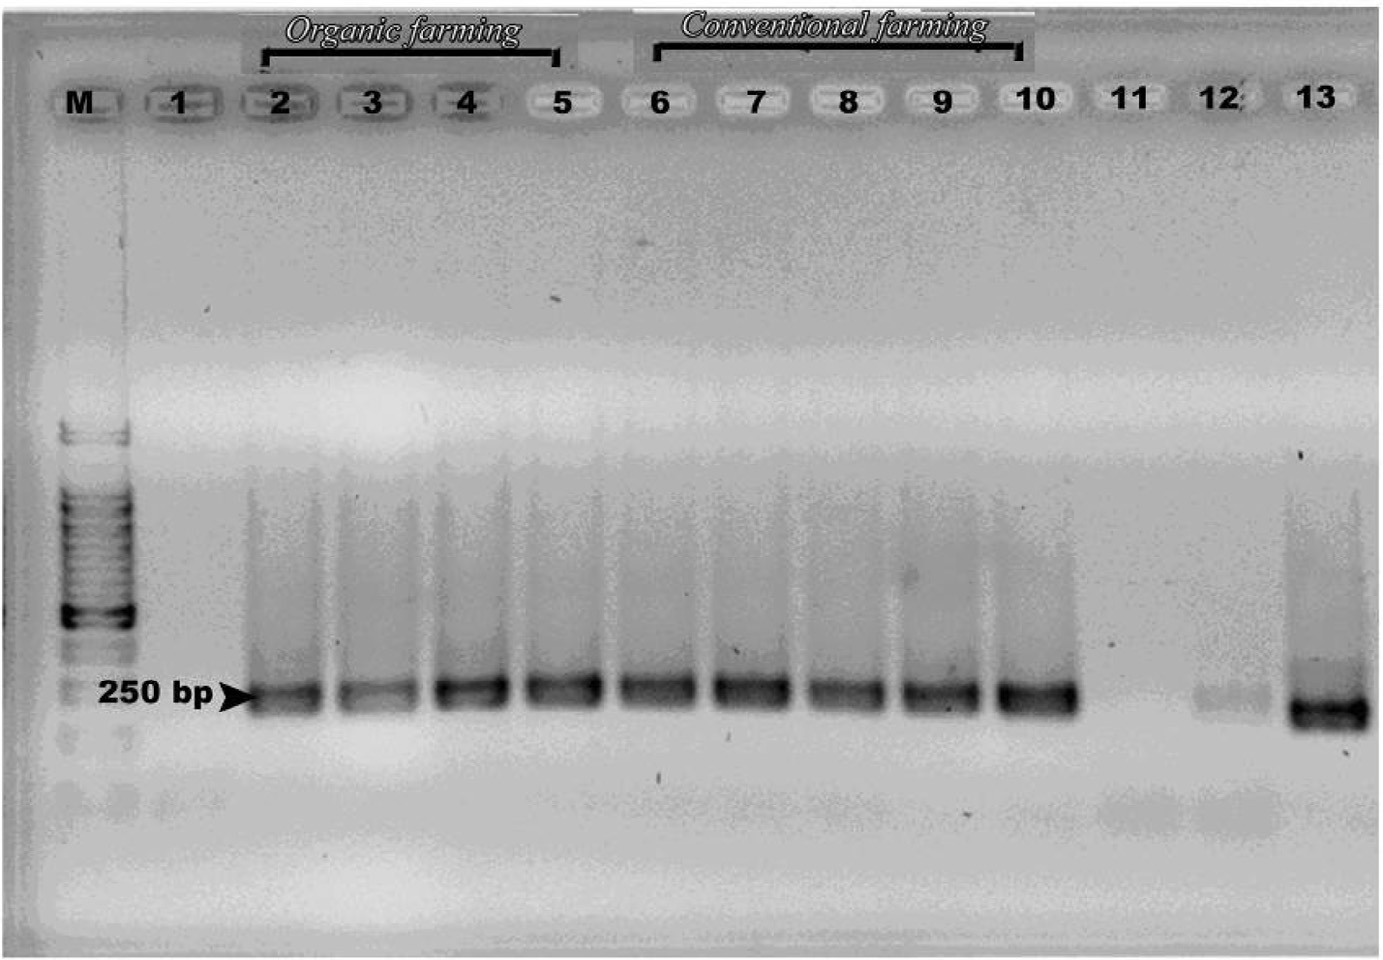 Organic farming Conventional farming
M 1 2 3 4 5 6 7 8 9 10 11 12 13
250 bp